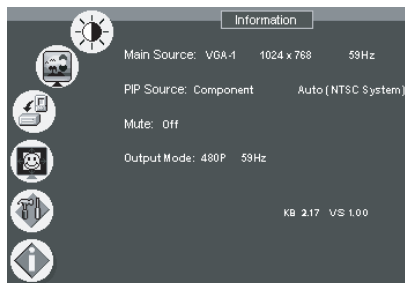 Information
Main Source: VGA-1 1024 x 768 59Hz
PIP Source: Component Auto (NTSC System)
Mute: Off
Output Mode: 480P 59Hz
KB 2.17 VS 1.00